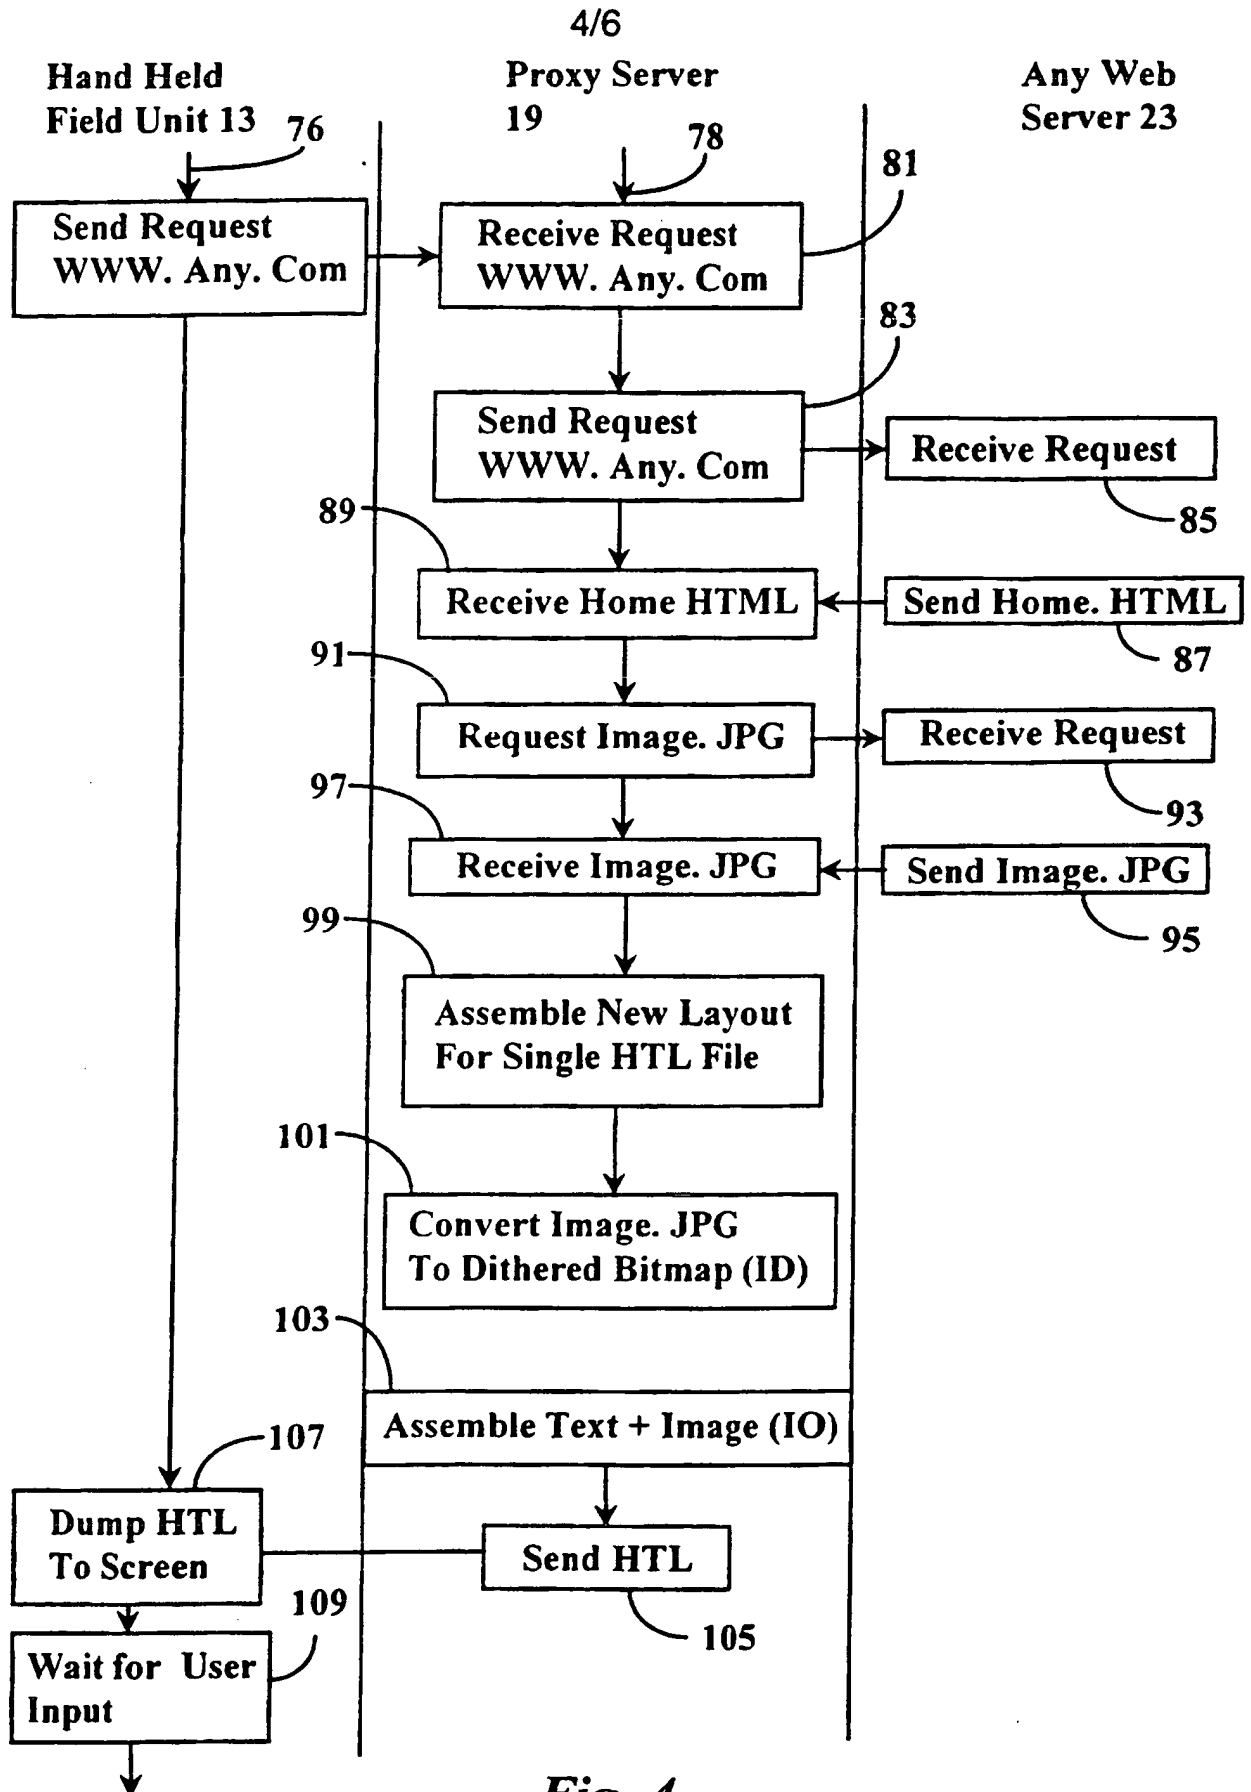 4/6
Hand Held
Field Unit 13
Proxy Server
19
Any Web
Server 23
76
78
81
Send Request
WWW. Any. Com
Receive Request
WWW. Any. Com
83
Send Request
WWW. Any. Com
Receive Request
85
89
Receive Home HTML
Send Home. HTML
87
91
Request Image. JPG
Receive Request
93
97
Receive Image. JPG
Send Image. JPG
95
99
Assemble New Layout
For Single HTL File
101
Convert Image. JPG
To Dithered Bitmap (ID)
103
Assemble Text + Image (IO)
107
Dump HTL
To Screen
Send HTL
105
109
Wait for User
Input
Fig. 4